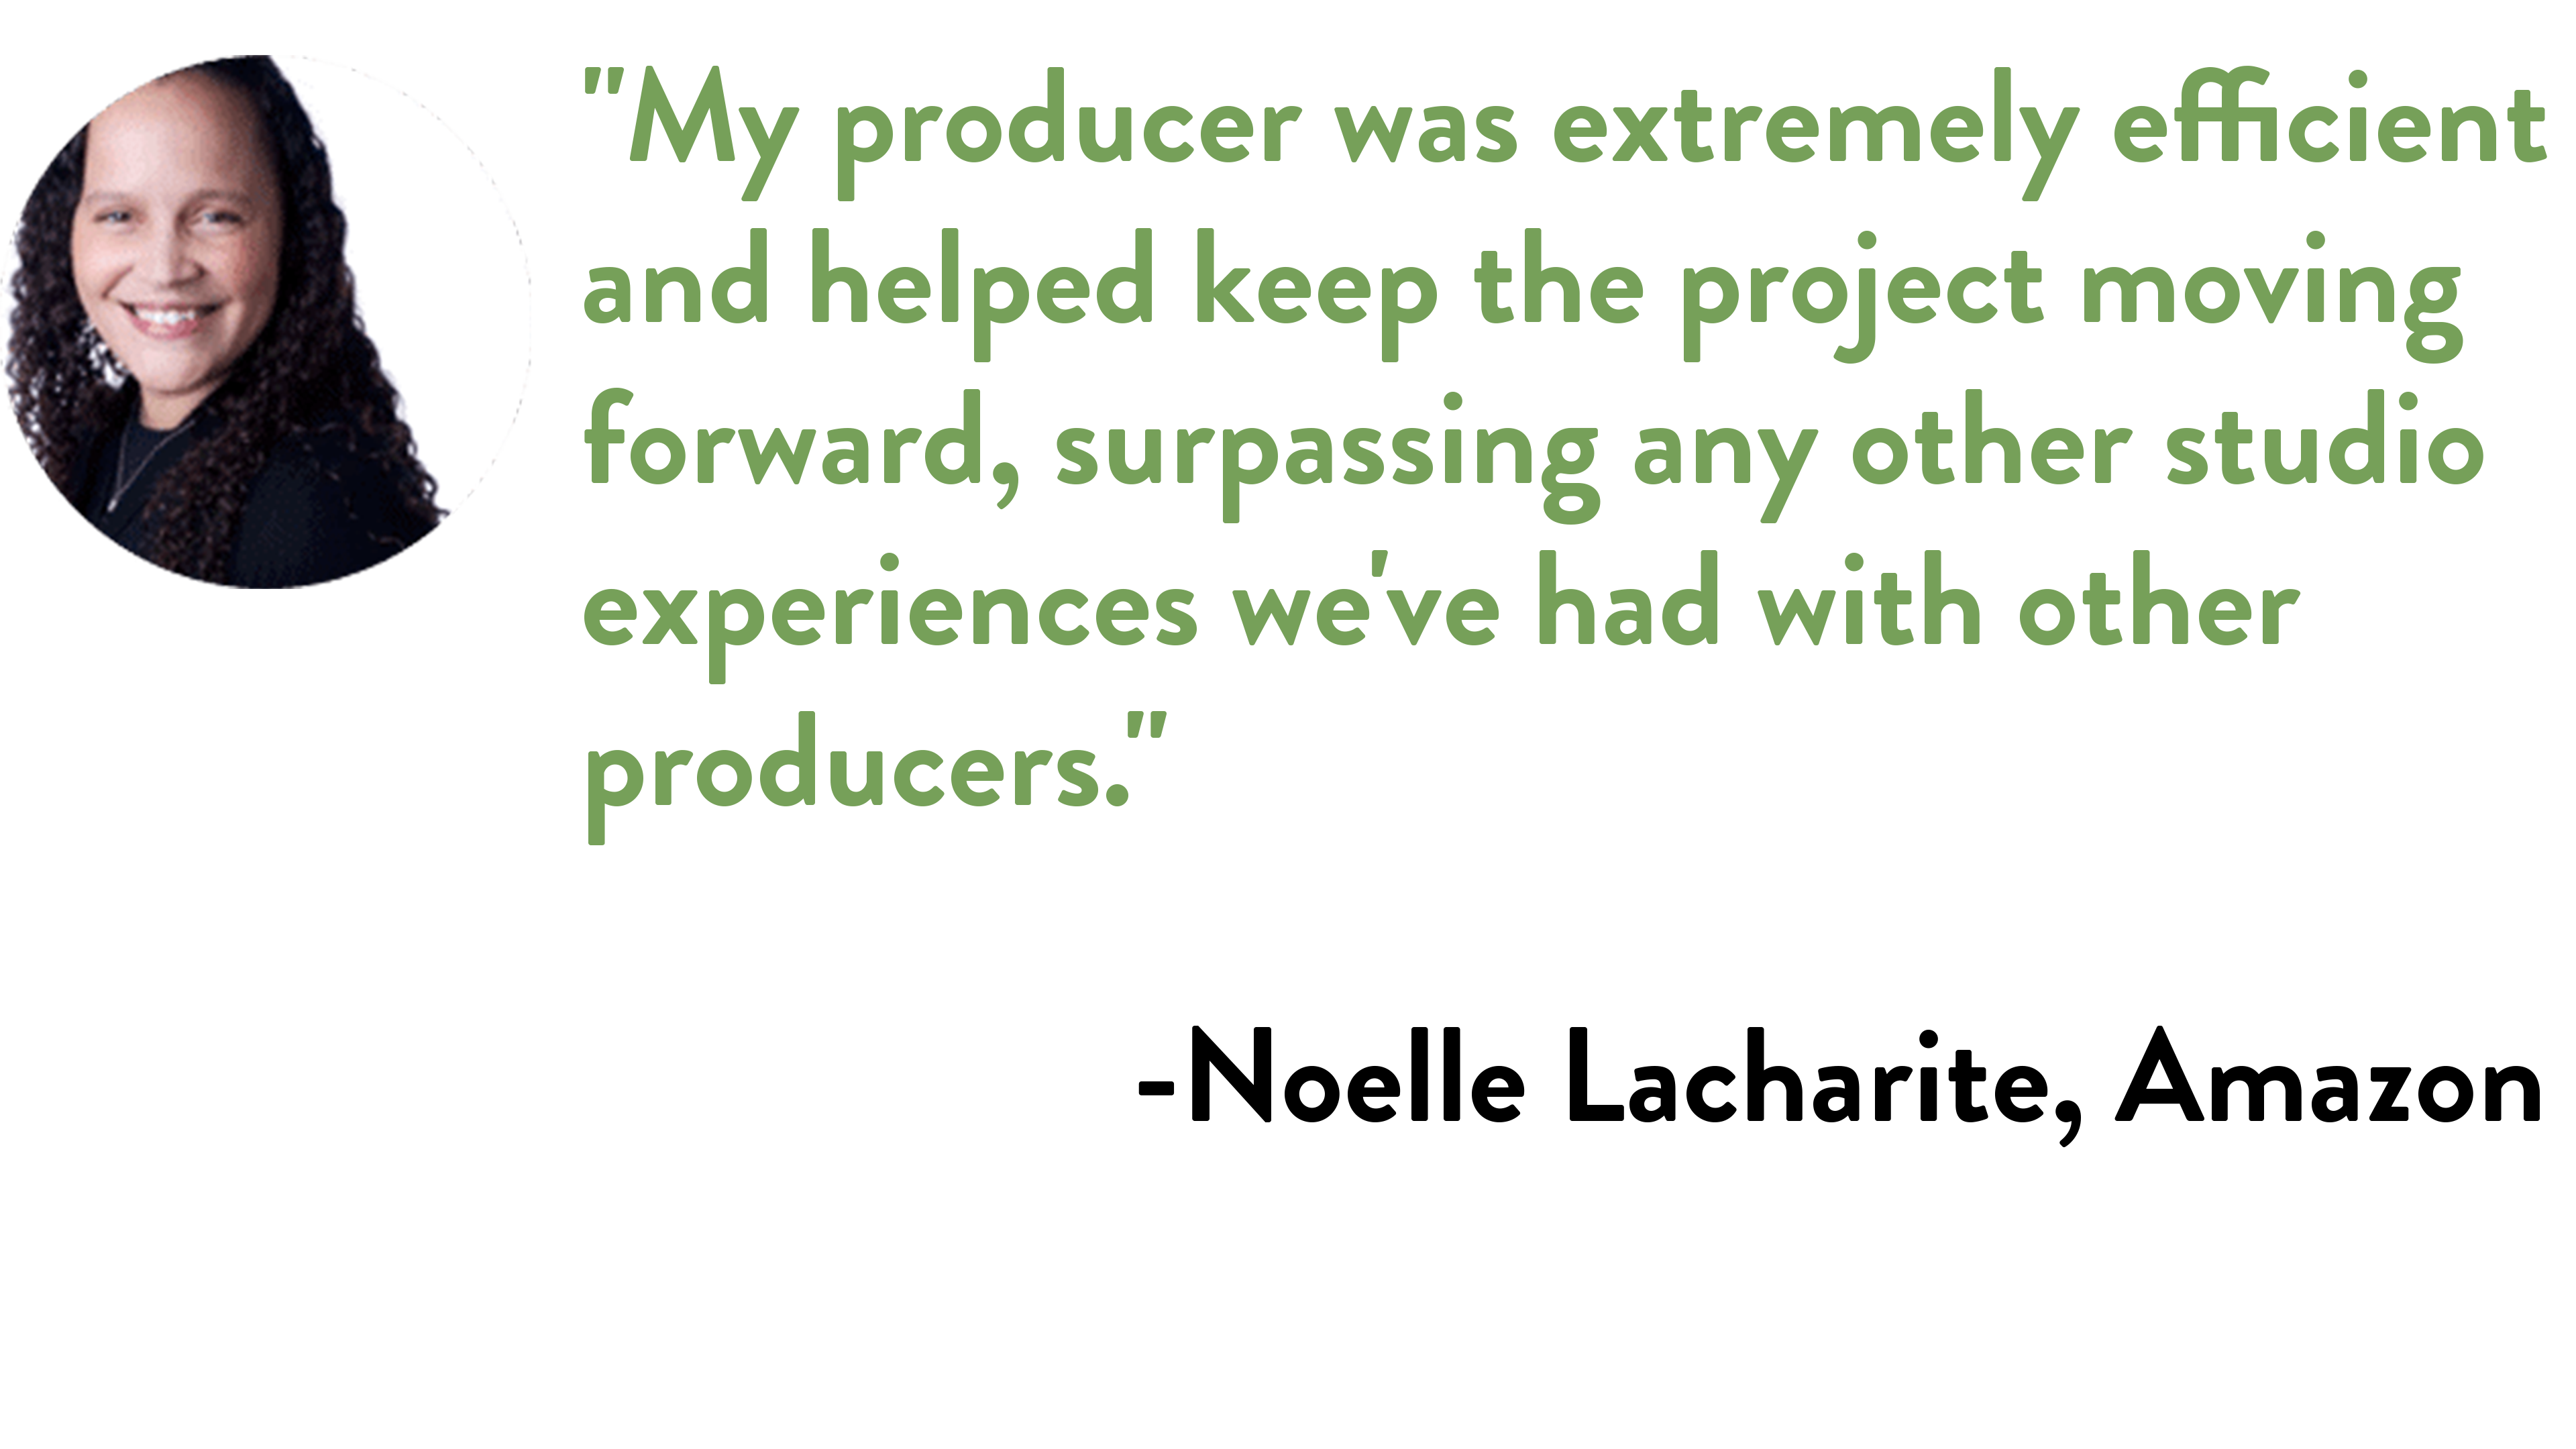 "My producer was extremely efficient
and helped keep the project moving
forward, surpassing any other studio
experiences we've had with other
producers."
-Noelle Lacharite, Amazon